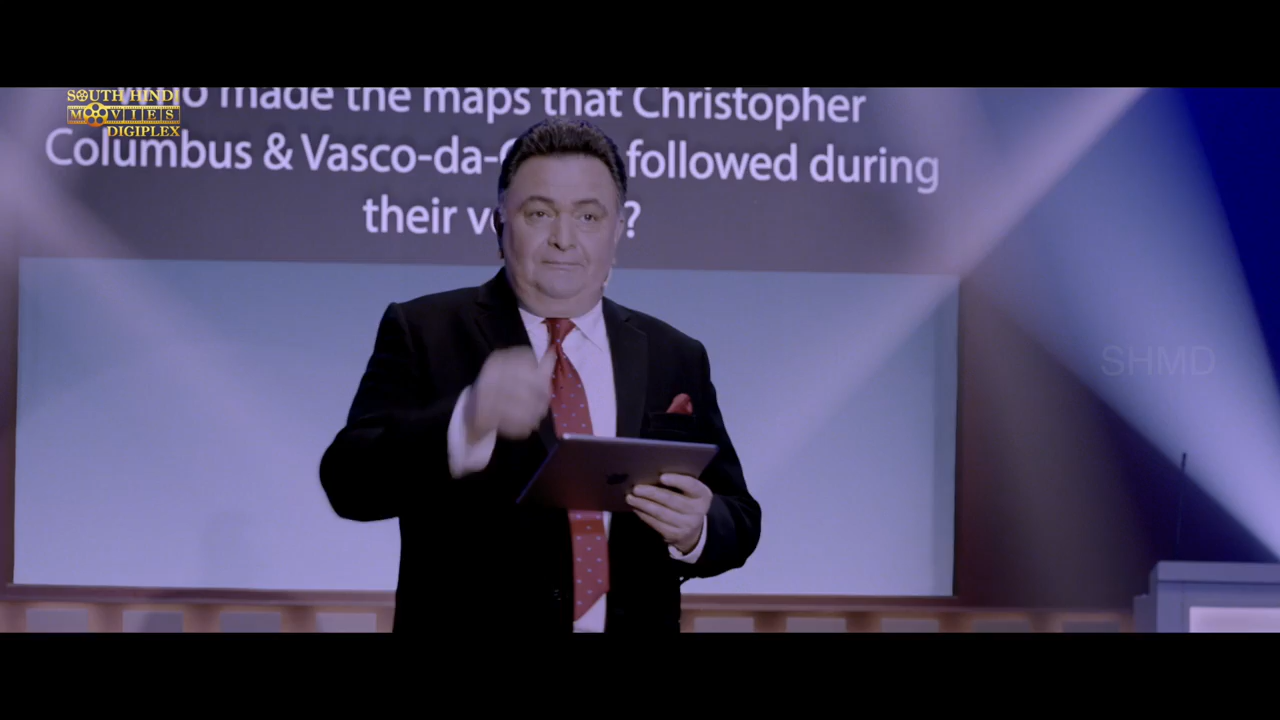 SOUTH HINDI
MOVIES
DIGIPLEX
made the maps that Christopher
Columbus & Vasco-da- followed during
their ?
SHMD